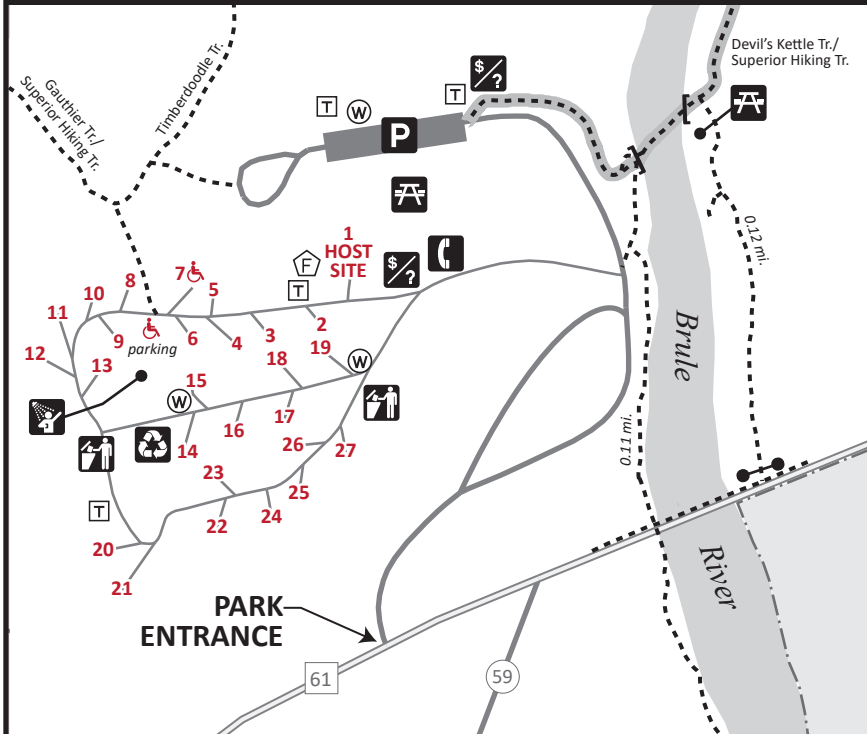 Devil's Kettle Tr./
Superior Hiking Tr.
Gauthier Tr./
Superior Hiking Tr.
Timberdoodle Tr.
T
W
T
$/?
P
1
HOST
SITE
F
T
$/?
7
5
8
10
11
12
13
9
parking
6
4
3
2
19
W
18
17
15
W
16
14
26
27
23
25
24
22
T
20
21
0.12 mi.
0.11 mi.
Brule
River
PARK
ENTRANCE
61
59